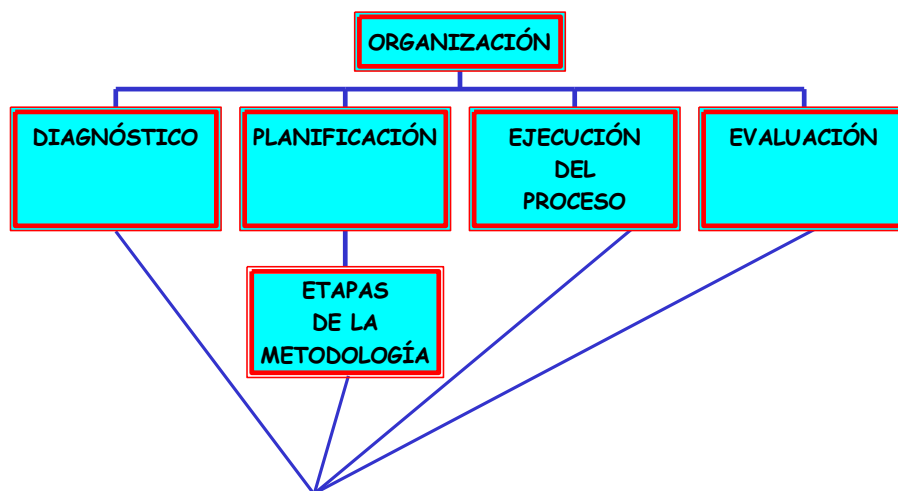 ORGANIZACIÓN
DIAGNÓSTICO
PLANIFICACIÓN
EJECUCIÓN
DEL
PROCESO
EVALUACIÓN
ETAPAS
DE LA
METODOLOGÍA